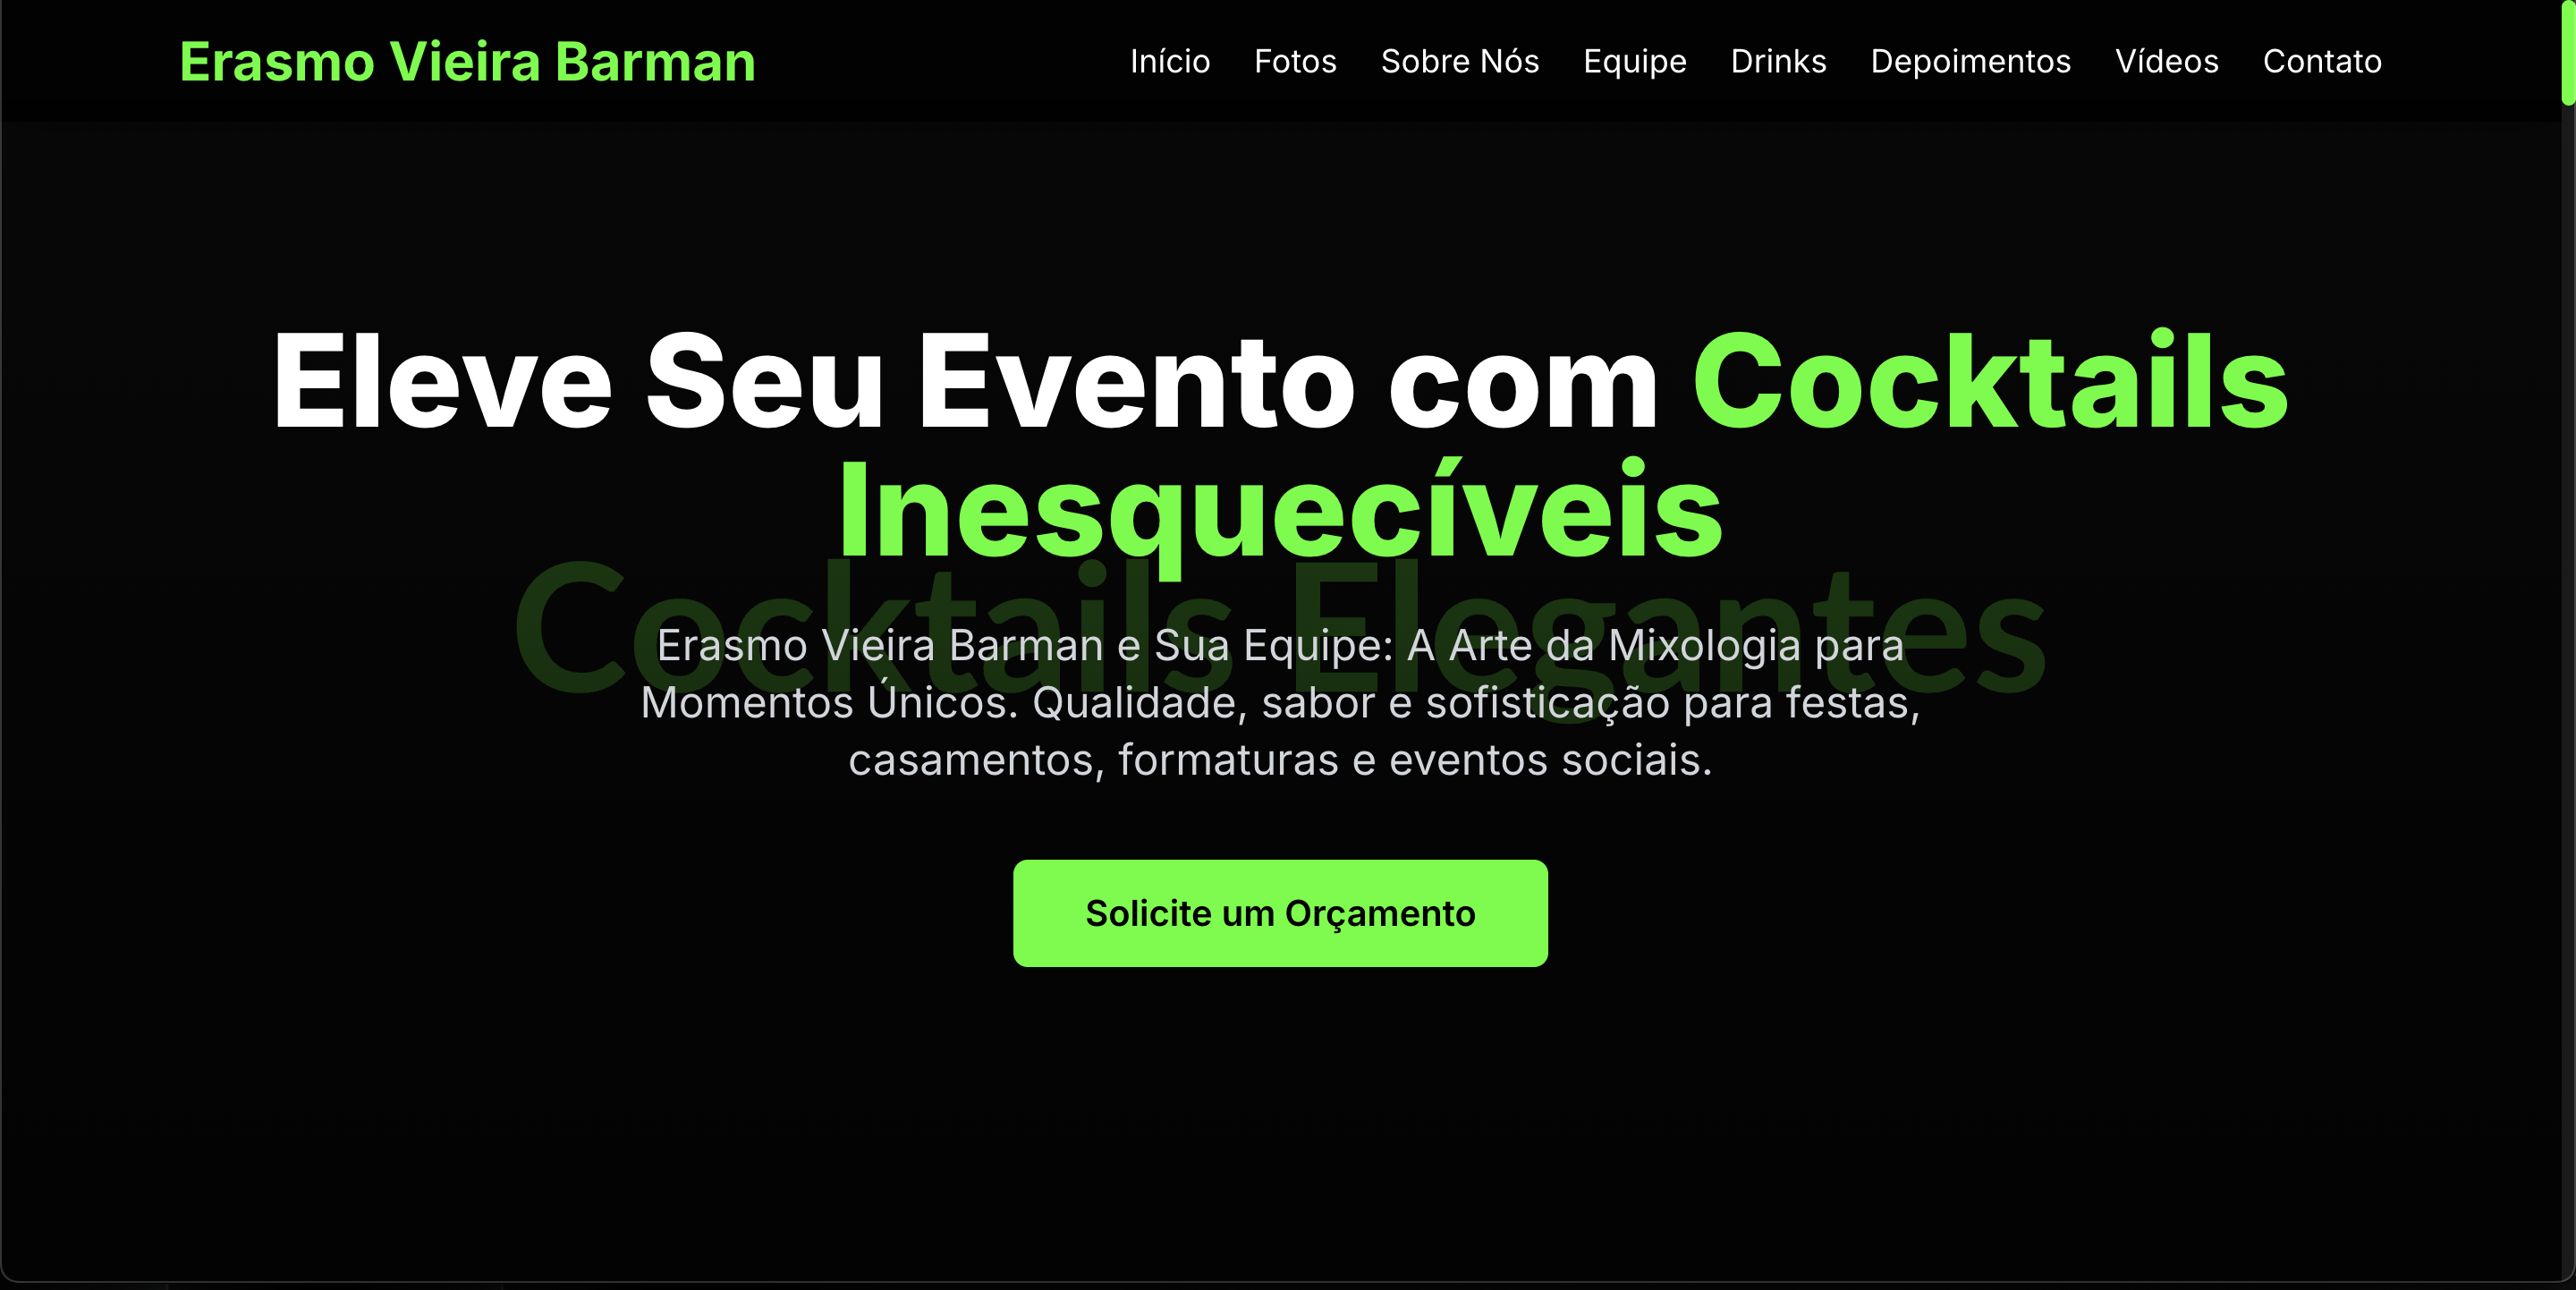 Erasmo Vieira Barman
Início Fotos Sobre Nós Equipe Drinks Depoimentos Vídeos Contato
Eleve Seu Evento com Cocktails
Inesquecíveis
Cocktails Elegantes
Erasmo Vieira Barman e Sua Equipe: A Arte da Mixologia para
Momentos Únicos. Qualidade, sabor e sofisticação para festas,
casamentos, formaturas e eventos sociais.
Solicite um Orçamento